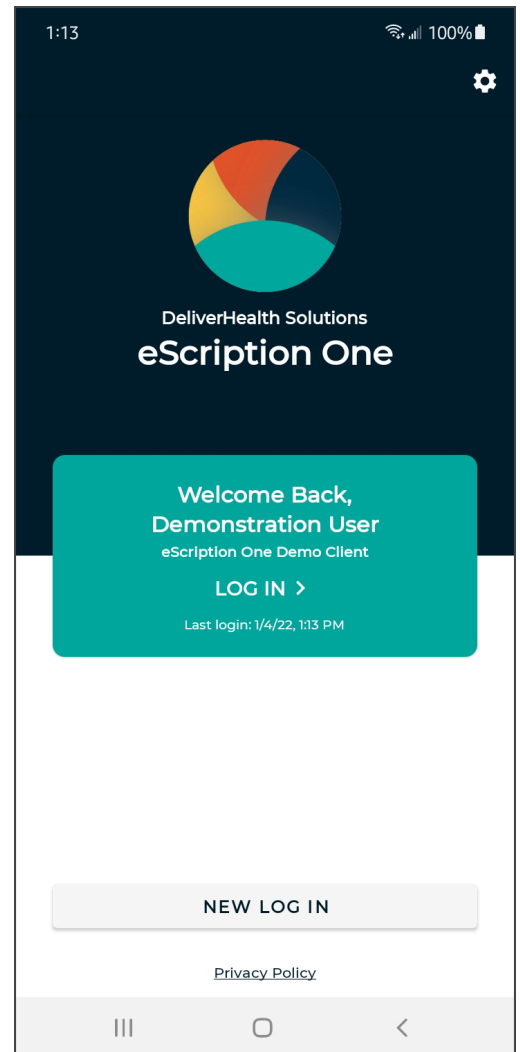 1:13 100%
DeliverHealth Solutions
eScription One
Welcome Back,
Demonstration User
eScription One Demo Client
LOG IN >
Last login: 1/4/22, 1:13 PM
NEW LOG IN
Privacy Policy